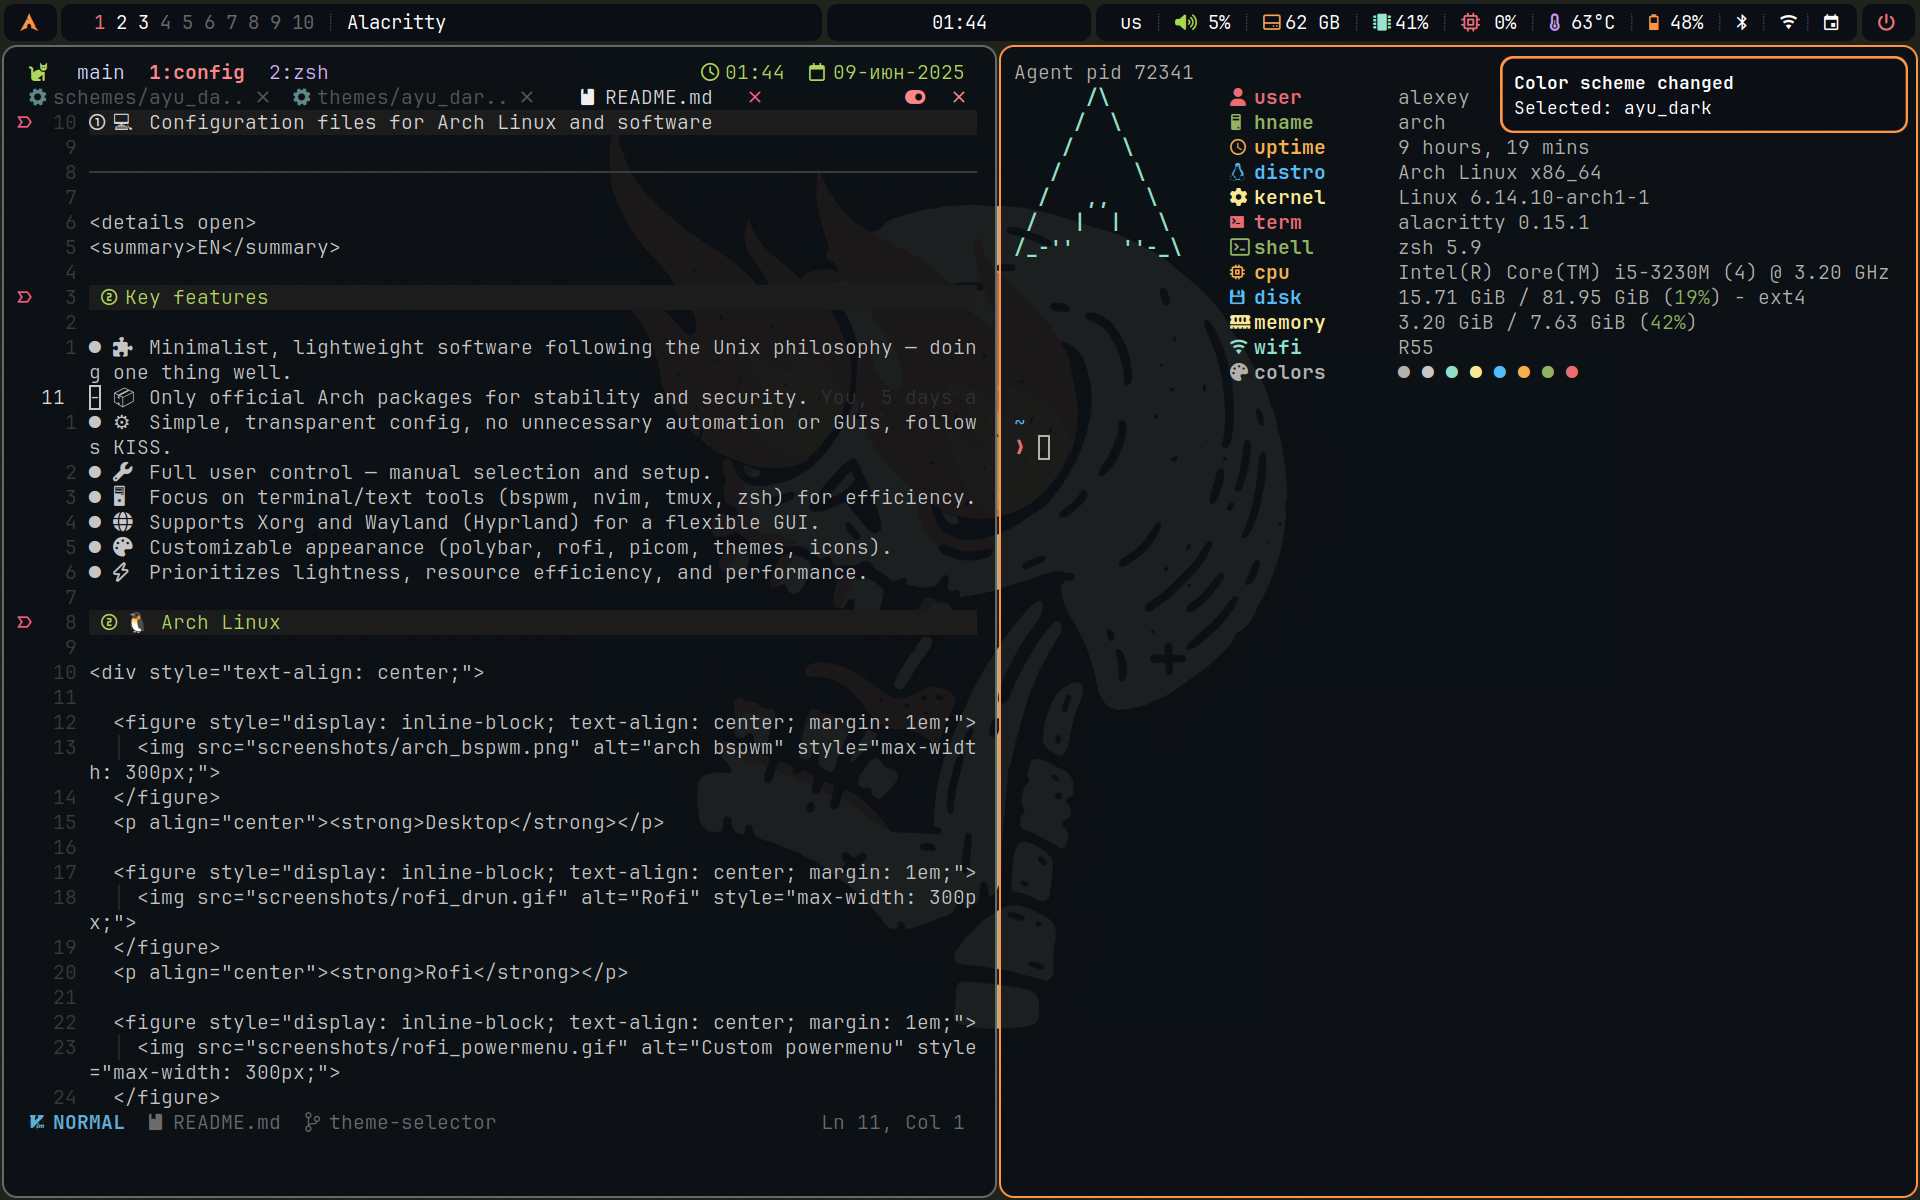 1 2 3 4 5 6 7 8 9 10 Alacritty 01:44 us 5% 62 GB 41% 0% 63°C 48%
main 1:config 2:zsh 01:44 09-июн-2025
schemes/ayu_da.. × themes/ayu_dar.. × README.md × ×
10 1 Configuration files for Arch Linux and software
9
8
7
6 <details open>
5 <summary>EN</summary>
4
3 2 Key features
2
1 ● Minimalist, lightweight software following the Unix philosophy — doin
g one thing well.
11 - Only official Arch packages for stability and security. You, 5 days a
1 ● Simple, transparent config, no unnecessary automation or GUIs, follow
s KISS.
2 ● Full user control — manual selection and setup.
3 ● Focus on terminal/text tools (bspwm, nvim, tmux, zsh) for efficiency.
4 ● Supports Xorg and Wayland (Hyprland) for a flexible GUI.
5 ● Customizable appearance (polybar, rofi, picom, themes, icons).
6 ● Prioritizes lightness, resource efficiency, and performance.
7
8 2 Arch Linux
9
10 <div style="text-align: center;">
11
12 <figure style="display: inline-block; text-align: center; margin: 1em;">
13 <img src="screenshots/arch_bspwm.png" alt="arch bspwm" style="max-widt
h: 300px;">
14 </figure>
15 <p align="center"><strong>Desktop</strong></p>
16
17 <figure style="display: inline-block; text-align: center; margin: 1em;">
18 <img src="screenshots/rofi_drun.gif" alt="Rofi" style="max-width: 300p
x;">
19 </figure>
20 <p align="center"><strong>Rofi</strong></p>
21
22 <figure style="display: inline-block; text-align: center; margin: 1em;">
23 <img src="screenshots/rofi_powermenu.gif" alt="Custom powermenu" style
="max-width: 300px;">
24 </figure>
NORMAL README.md theme-selector Ln 11, Col 1
Agent pid 72341
user alexey
hname arch
uptime 9 hours, 19 mins
distro Arch Linux x86_64
kernel Linux 6.14.10-arch1-1
term alacritty 0.15.1
shell zsh 5.9
cpu Intel(R) Core(TM) i5-3230M (4) @ 3.20 GHz
disk 15.71 GiB / 81.95 GiB (19%) - ext4
memory 3.20 GiB / 7.63 GiB (42%)
wifi R55
colors
~
❯
Color scheme changed
Selected: ayu_dark